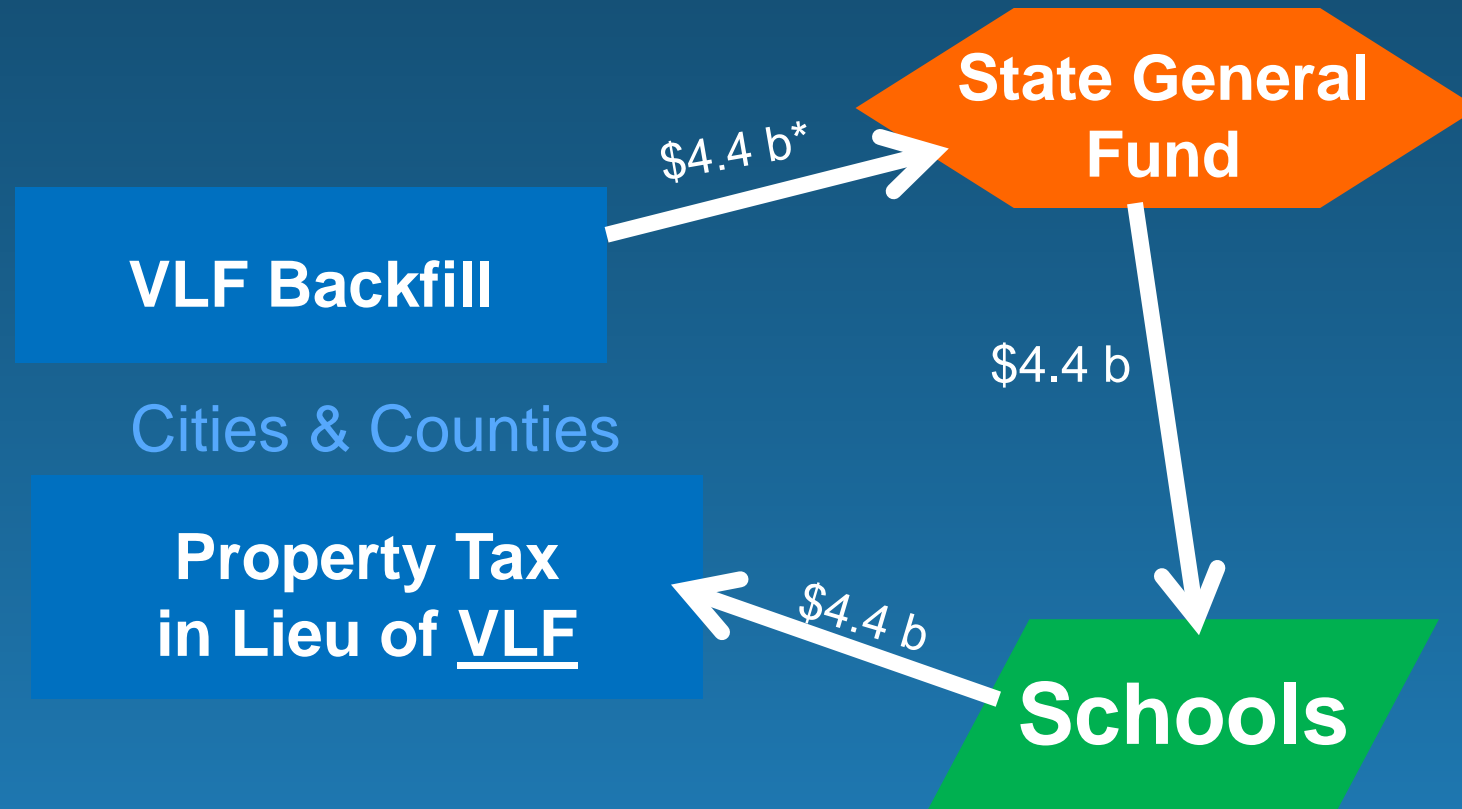 State General
Fund
$4.4 b*
VLF Backfill
$4.4 b
Cities & Counties
Property Tax
in Lieu of VLF
$4.4 b
Schools